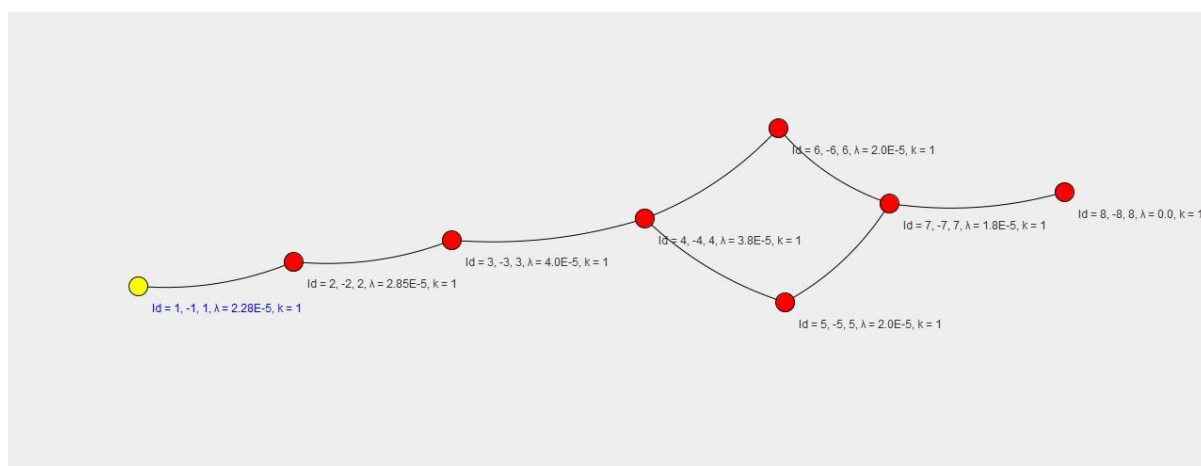 Id = 6, -6, 6, λ = 2.0E-5, k = 1
Id = 8, -8, 8, λ = 0.0, k = 1
Id = 7, -7, 7, λ = 1.8E-5, k = 1
Id = 4, -4, 4, λ = 3.8E-5, k = 1
Id = 3, -3, 3, λ = 4.0E-5, k = 1
Id = 2, -2, 2, λ = 2.85E-5, k = 1
Id = 1, -1, 1, λ = 2.28E-5, k = 1
Id = 5, -5, 5, λ = 2.0E-5, k = 1